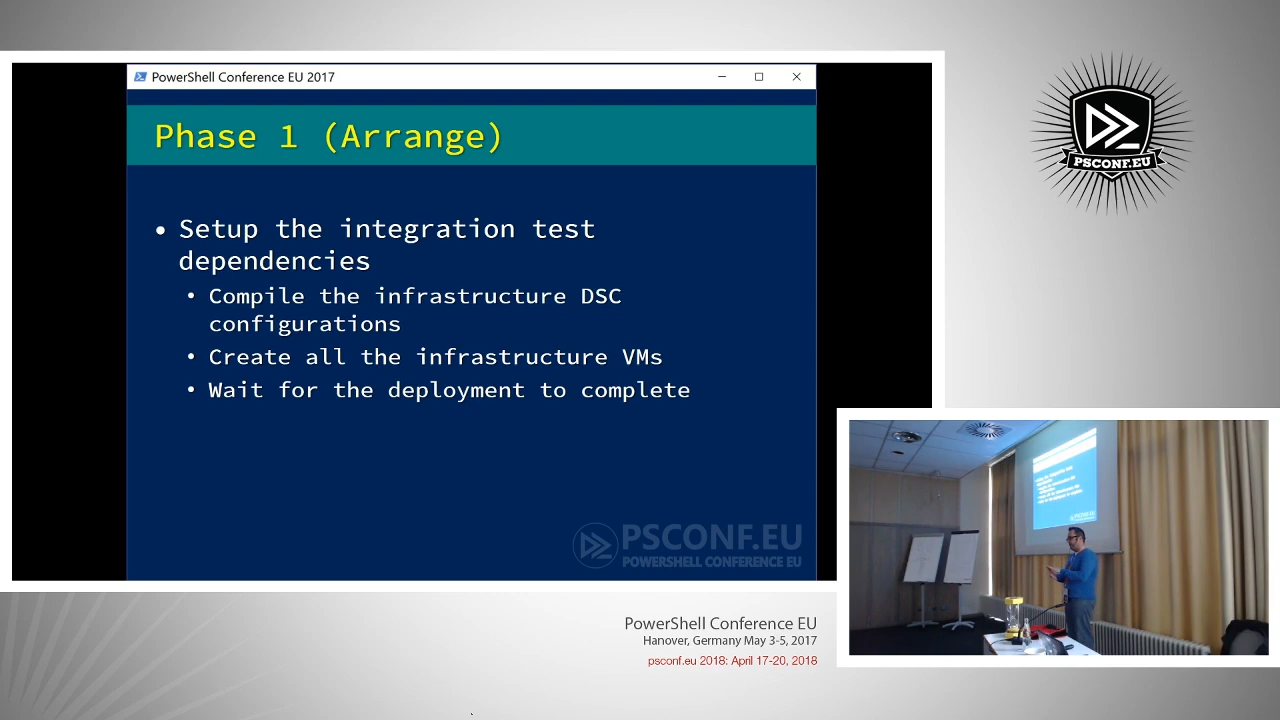 PowerShell Conference EU 2017
Phase 1 (Arrange)
• Setup the integration test
dependencies
• Compile the infrastructure DSC
configurations
• Create all the infrastructure VMs
• Wait for the deployment to complete
PSCONF.EU
POWERSHELL CONFERENCE EU
PSCONF.EU
PowerShell Conference EU
Hanover, Germany May 3-5, 2017
psconf.eu 2018: April 17-20, 2018